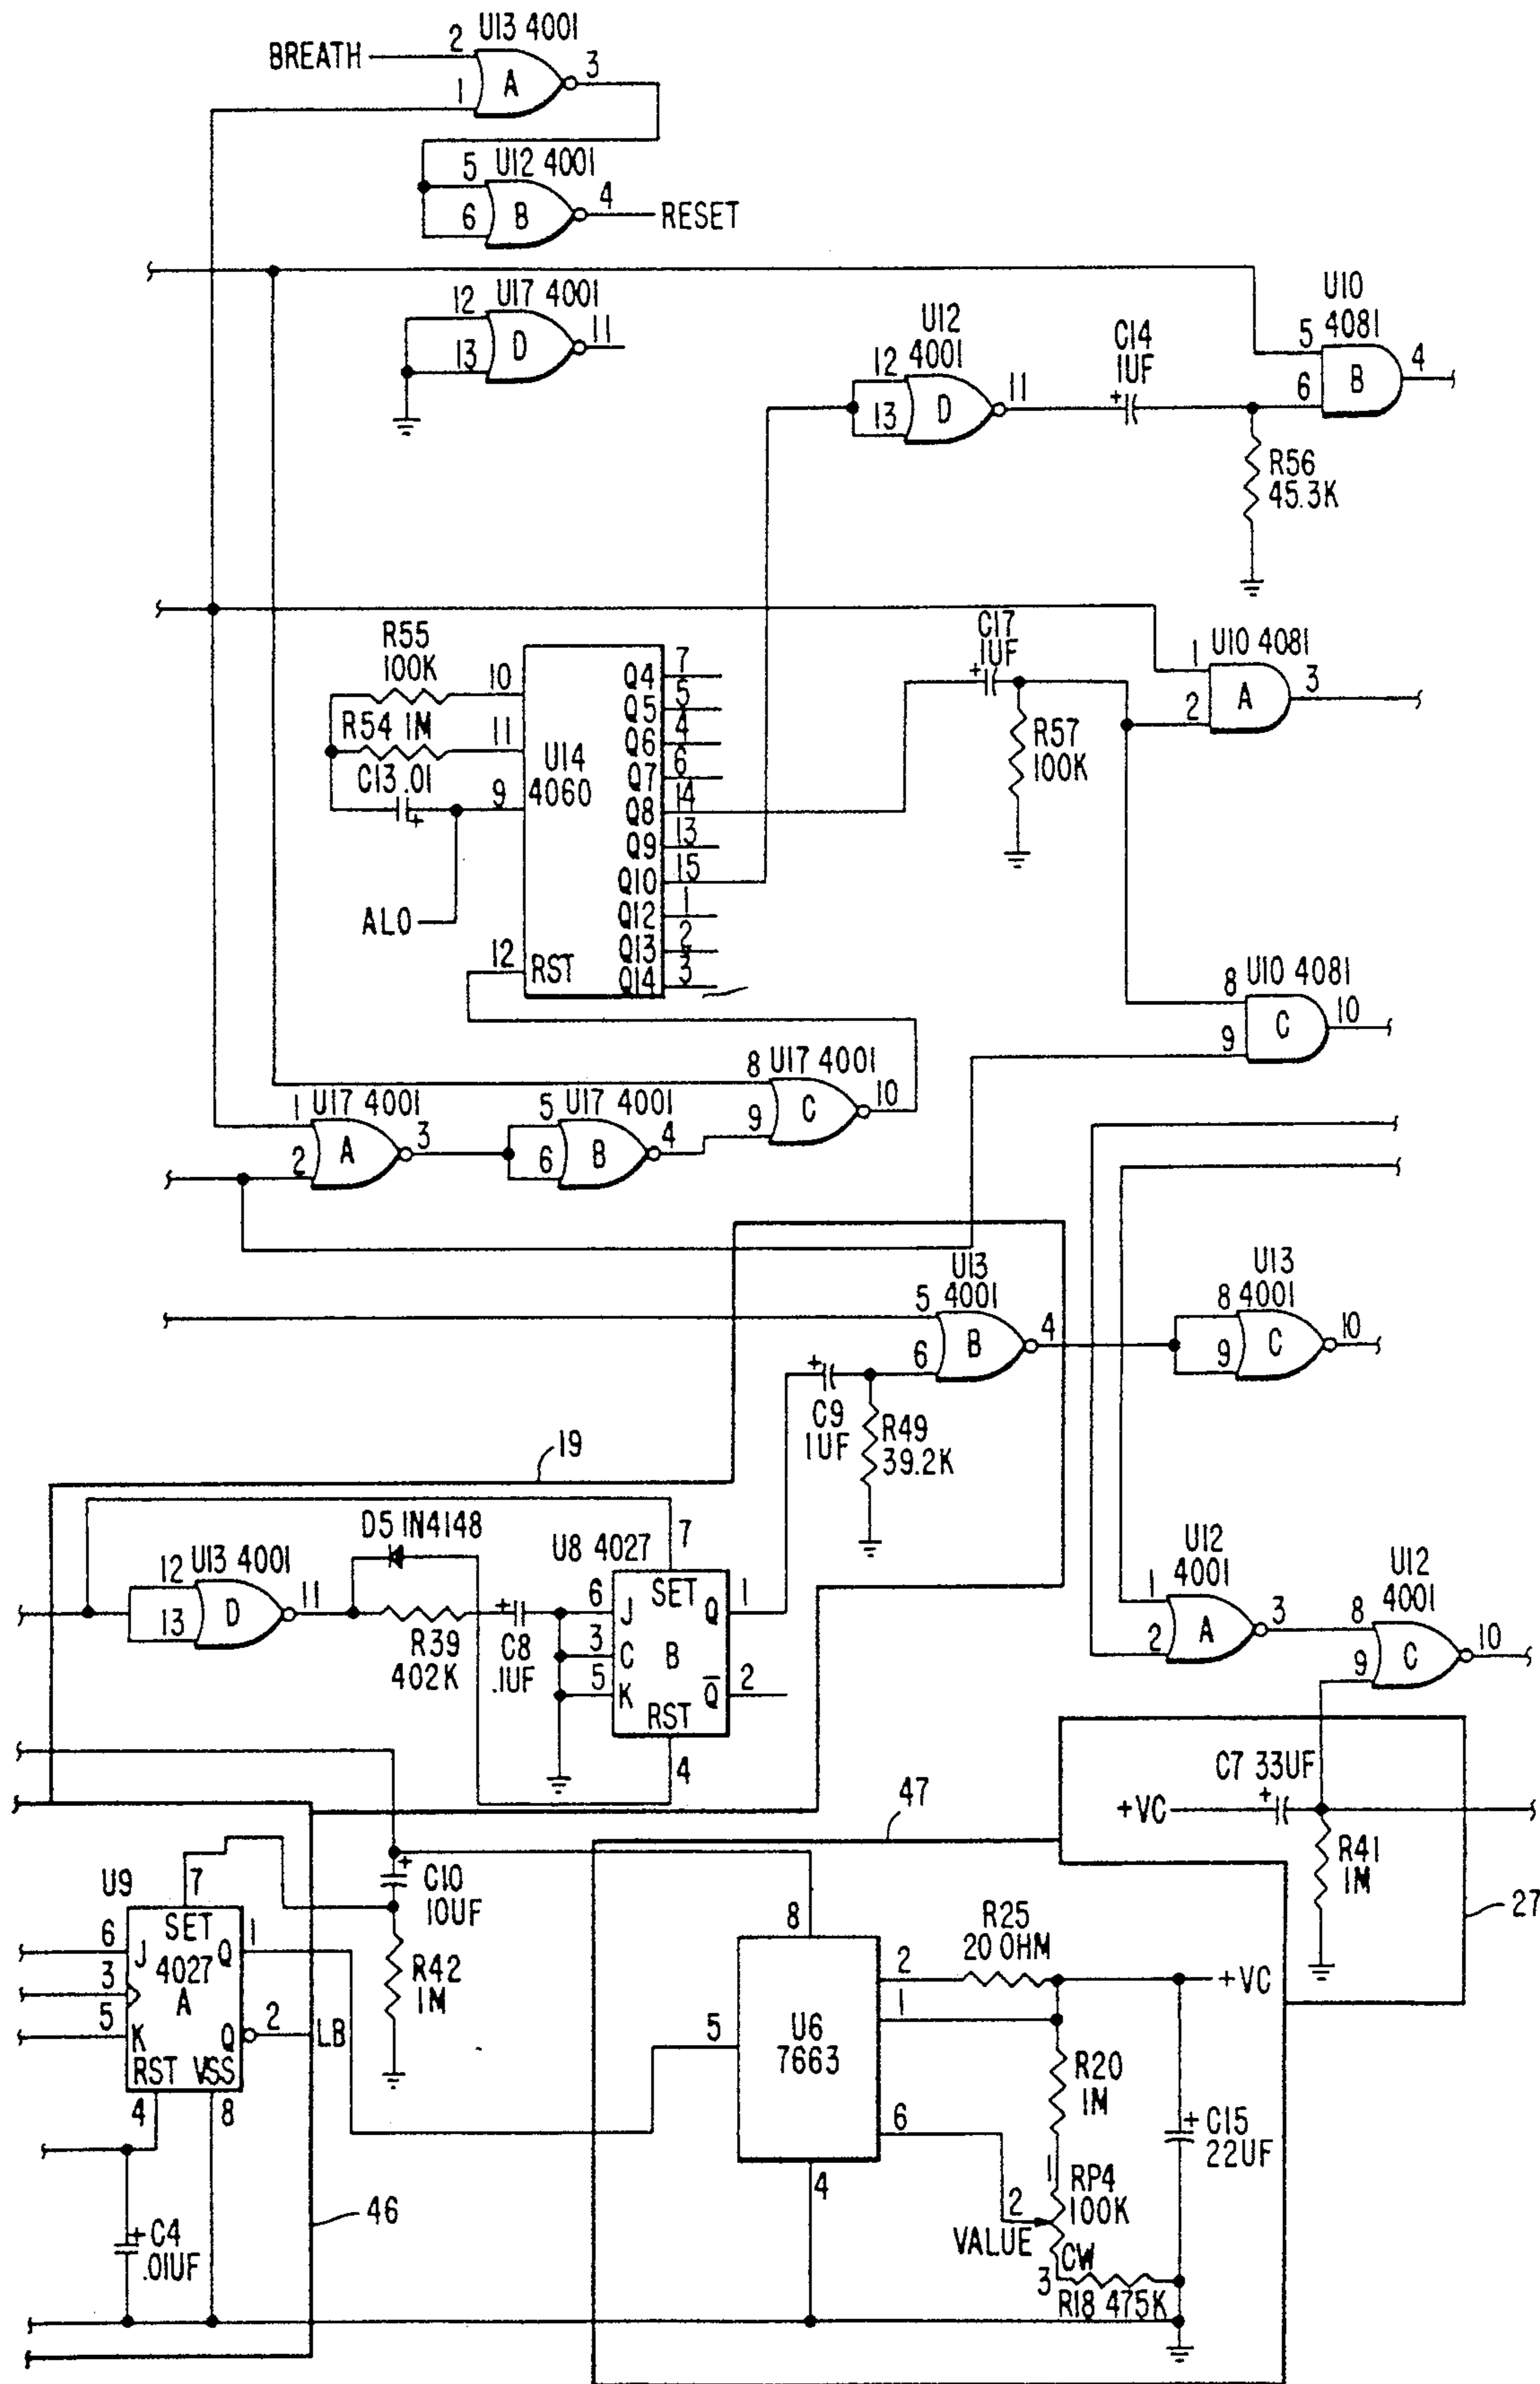 U13 4001
BREATH
2
1
A
3
U12 4001
5
6
B
4
RESET
U17 4001
12
13
D
11
U12
4001
12
13
D
11
C14
1UF
+
U10
4081
5
6
B
4
R56
45.3K
R55
100K
10
R54 1M
11
C13 .01
+
9
U14
4060
ALO
12
RST
Q4 7
Q5 5
Q6 4
Q7 6
Q8 14
Q9 13
Q10 15
Q12 1
Q13 2
Q14 3
C17
1UF
+
R57
100K
U10 4081
1
2
A
3
U10 4081
8
9
C
10
U17 4001
1
2
A
3
U17 4001
5
6
B
4
U17 4001
8
9
C
10
U13
4001
5
6
B
4
U13
4001
8
9
C
10
+
C9
1UF
R49
39.2K
19
U13 4001
12
13
D
11
D5 1N4148
R39
402K
+
C8
.1UF
U8 4027
7
6 J SET Q 1
3 C B
5 K Q̅ 2
RST
4
U12
4001
1
2
A
3
U12
4001
8
9
C
10
C7 33UF
+VC
+
R41
1M
27
47
U9
7
SET
6 J 4027 Q 1
3 A
5 K Q 2 LB
RST VSS
4
8
+
C10
10UF
R42
1M
+
C4
.01UF
46
8
5
U6
7663
2
1
6
4
R25
20 OHM
+VC
R20
1M
1
RP4
100K
2
VALUE
CW
3
R18 475K
+
C15
22UF